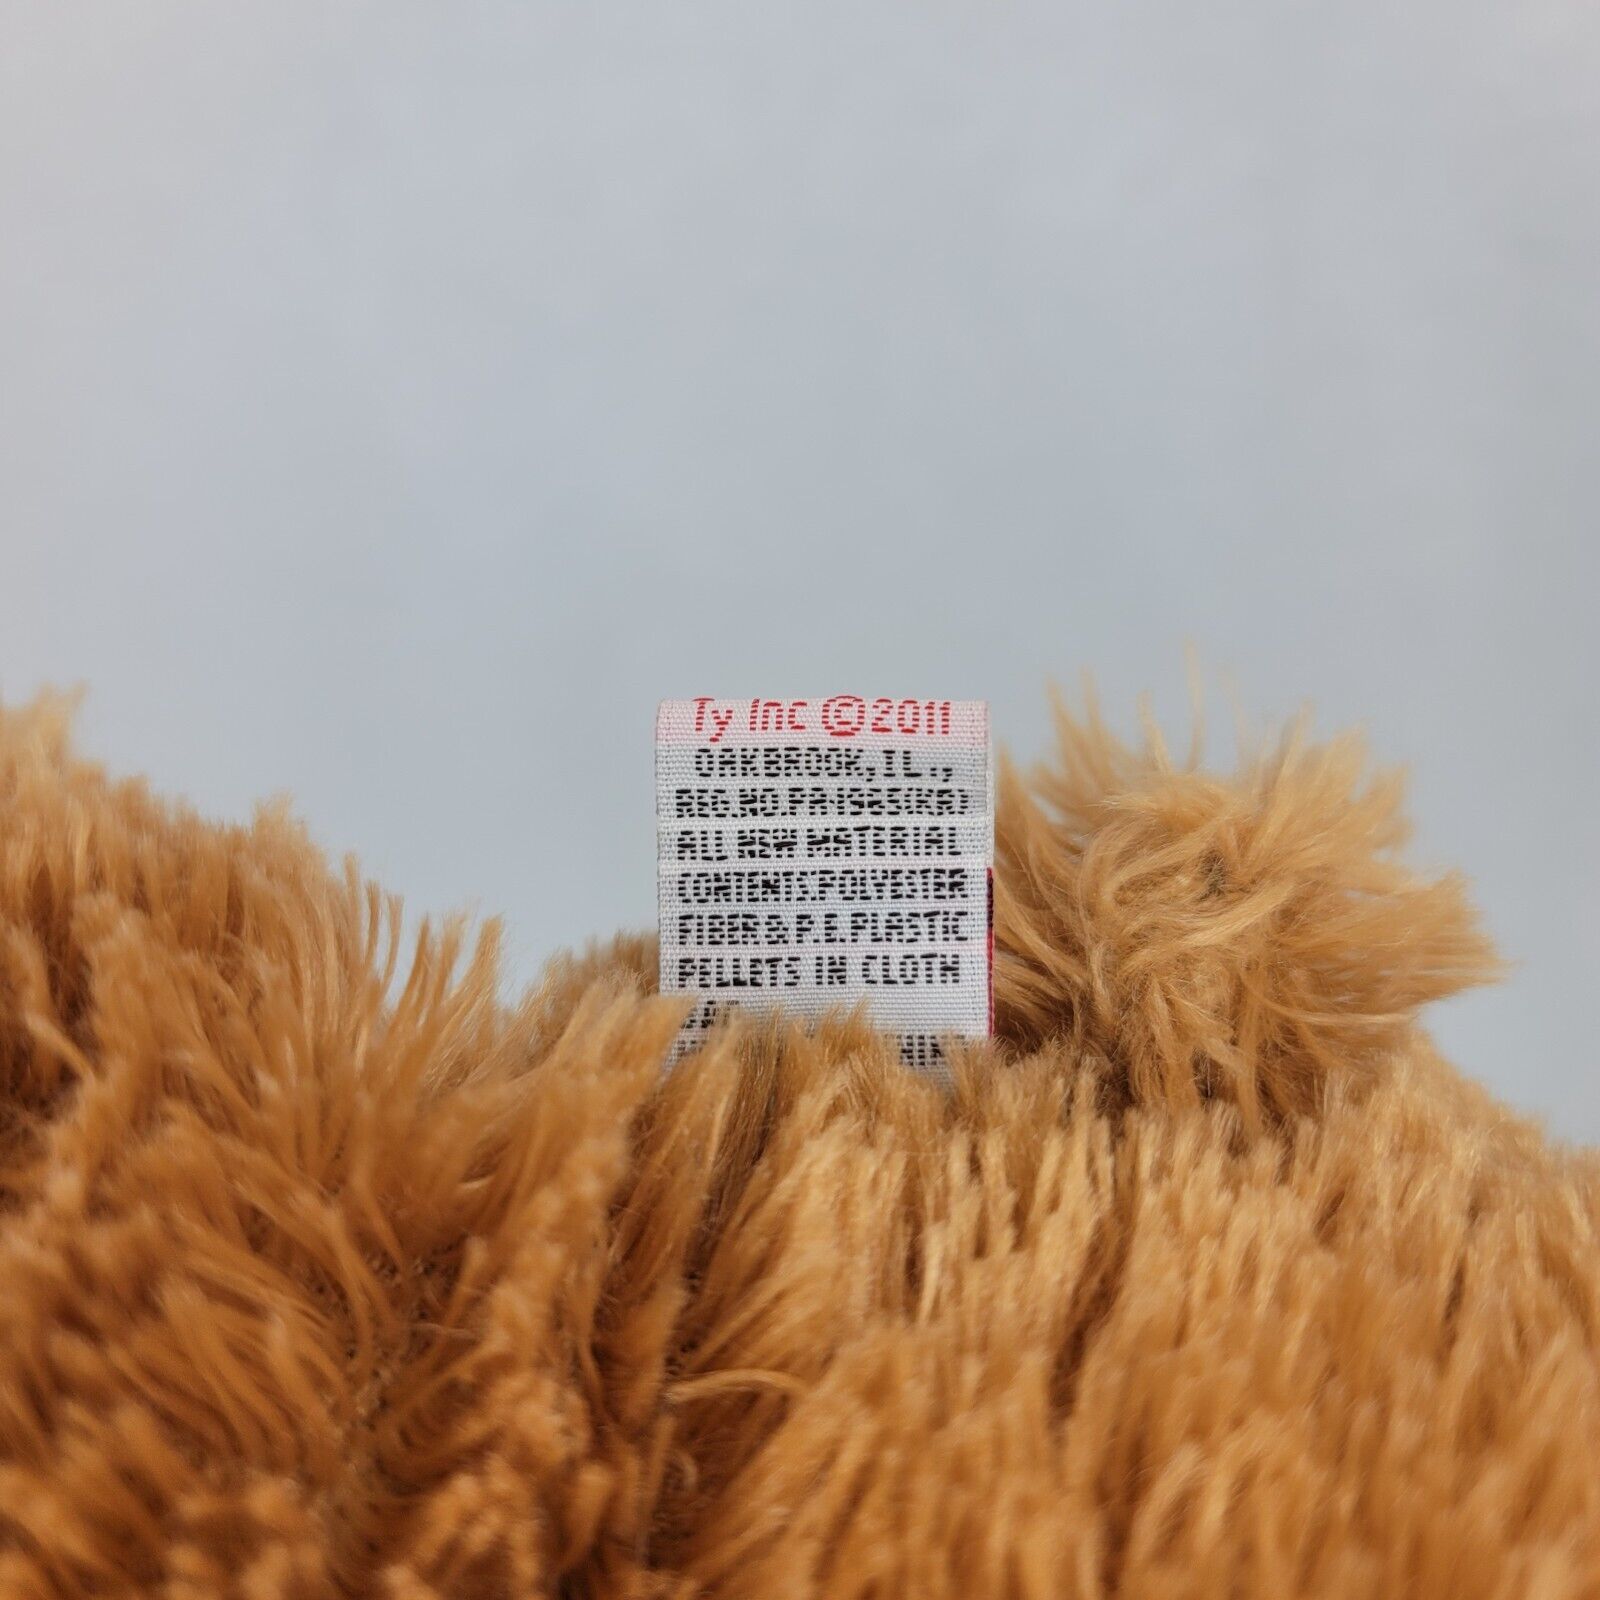 Ty Inc ©2011
OAKBROOK, IL.,
REG.NO.PA-1965(KR)
ALL NEW MATERIAL
CONTENTS:POLYESTER
FIBER & P.E.PLASTIC
PELLETS IN CLOTH